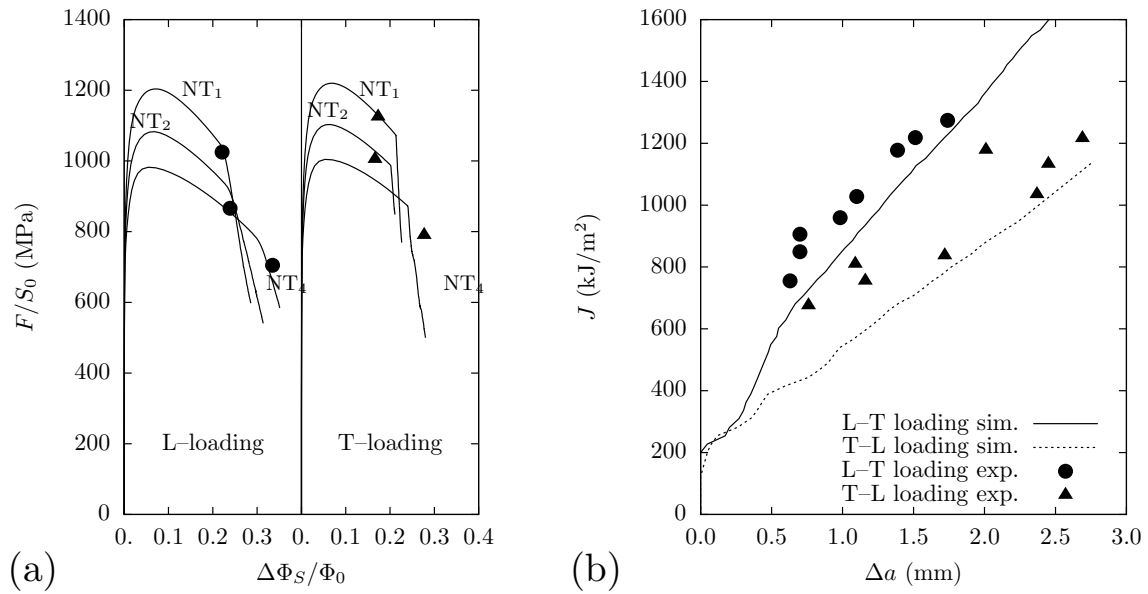 1400
1200
1000
800
600
400
200
0
F/S₀ (MPa)
NT₁
NT₂
NT₄
L–loading
NT₁
NT₂
NT₄
T–loading
0. 0.1 0.2 0.3 0. 0.1 0.2 0.3 0.4
ΔΦ_S/Φ₀
(a)
1600
1400
1200
1000
800
600
400
200
0
J (kJ/m²)
L–T loading sim.
T–L loading sim.
L–T loading exp.
T–L loading exp.
0.0 0.5 1.0 1.5 2.0 2.5 3.0
Δa (mm)
(b)